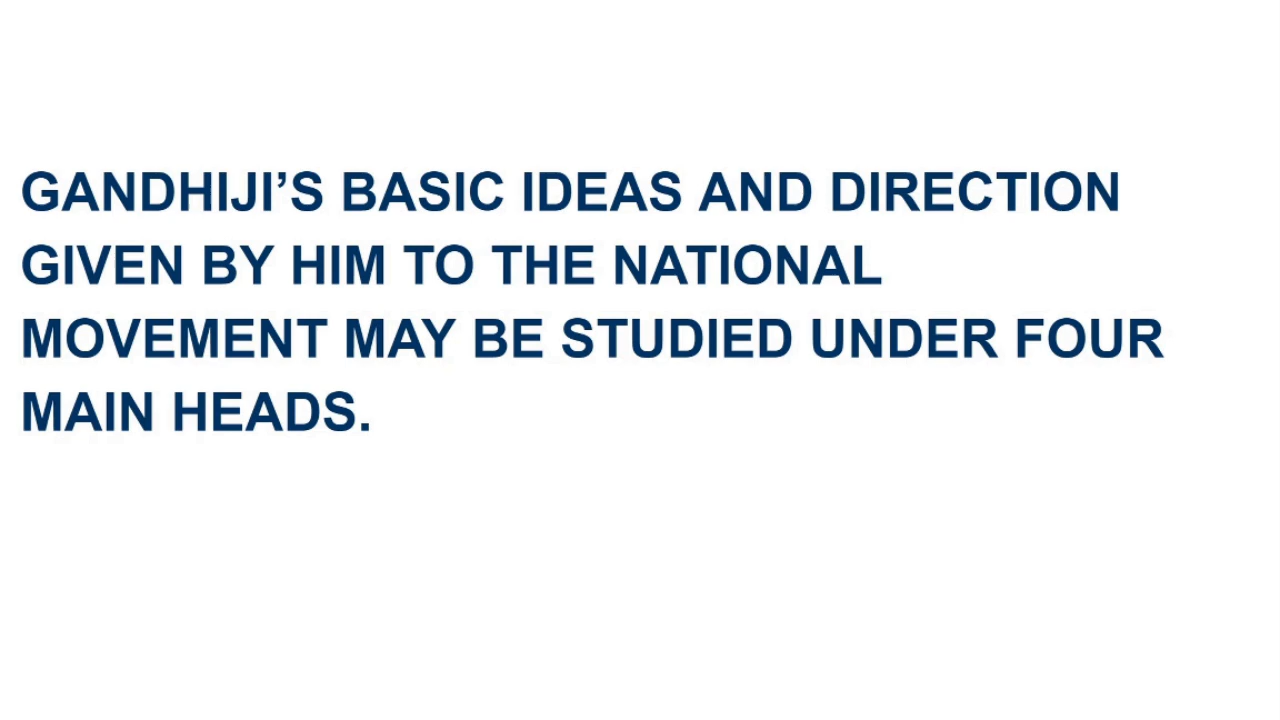 GANDHIJI’S BASIC IDEAS AND DIRECTION
GIVEN BY HIM TO THE NATIONAL
MOVEMENT MAY BE STUDIED UNDER FOUR
MAIN HEADS.